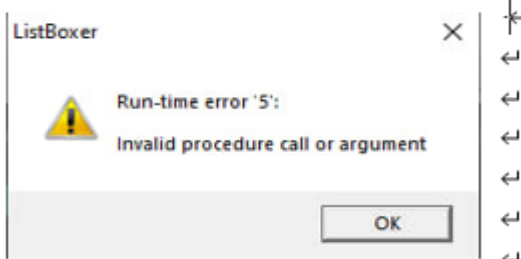 ListBoxer
Run-time error '5':
Invalid procedure call or argument
OK